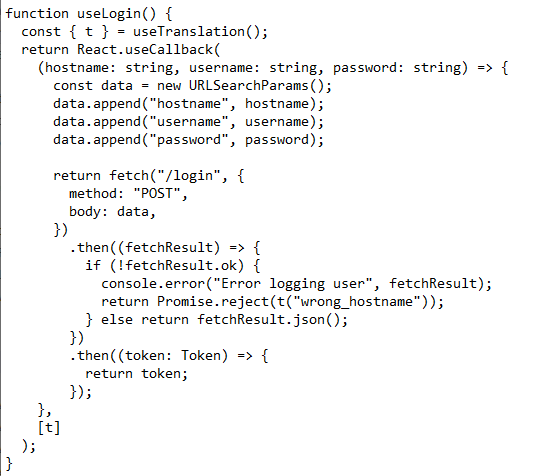 function useLogin() {
  const { t } = useTranslation();
  return React.useCallback(
    (hostname: string, username: string, password: string) => {
      const data = new URLSearchParams();
      data.append("hostname", hostname);
      data.append("username", username);
      data.append("password", password);

      return fetch("/login", {
        method: "POST",
        body: data,
      })
        .then((fetchResult) => {
          if (!fetchResult.ok) {
            console.error("Error logging user", fetchResult);
            return Promise.reject(t("wrong_hostname"));
          } else return fetchResult.json();
        })
        .then((token: Token) => {
          return token;
        });
    },
    [t]
  );
}